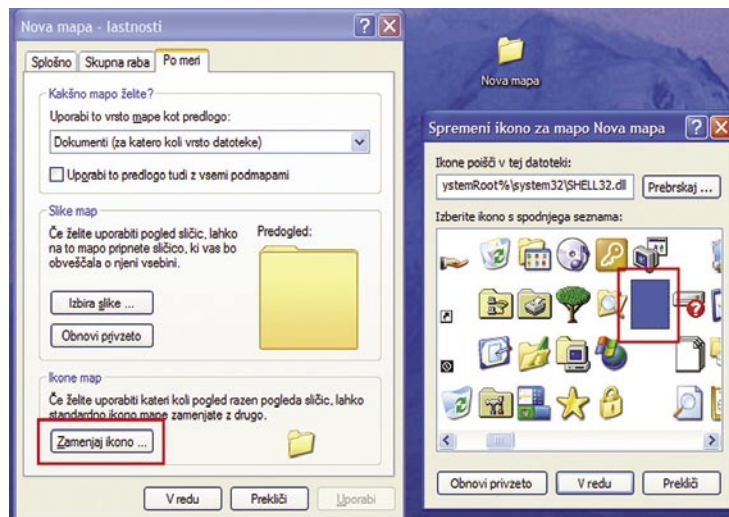 Nova mapa - lastnosti
Splošno
Skupna raba
Po meri
Kakšno mapo želite?
Uporabi to vrsto mape kot predlogo:
Dokumenti (za katero koli vrsto datoteke)
Uporabi to predlogo tudi z vsemi podmapami
Slike map
Če želite uporabiti pogled sličic, lahko
na to mapo pripnete sličico, ki vas bo
obveščala o njeni vsebini.
Predogled:
Izbira slike ...
Obnovi privzeto
Ikone map
Če želite uporabiti kateri koli pogled razen pogleda sličic, lahko
standardno ikono mape zamenjate z drugo.
Zamenjaj ikono ...
V redu
Prekliči
Uporabi
Nova mapa
Spremeni ikono za mapo Nova mapa
Ikone poišči v tej datoteki:
ystemRoot%\system32\SHELL32.dll
Prebrskaj ...
Izberite ikono s spodnjega seznama:
Obnovi privzeto
V redu
Prekliči